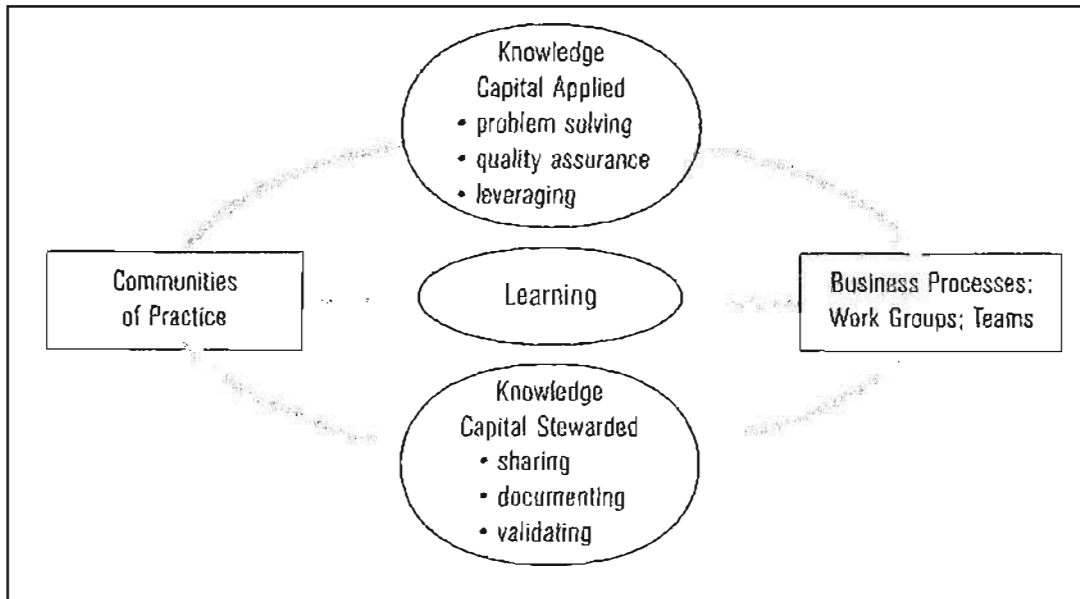 Knowledge
Capital Applied
• problem solving
• quality assurance
• leveraging
Communities
of Practice
Learning
Business Processes;
Work Groups; Teams
Knowledge
Capital Stewarded
• sharing
• documenting
• validating